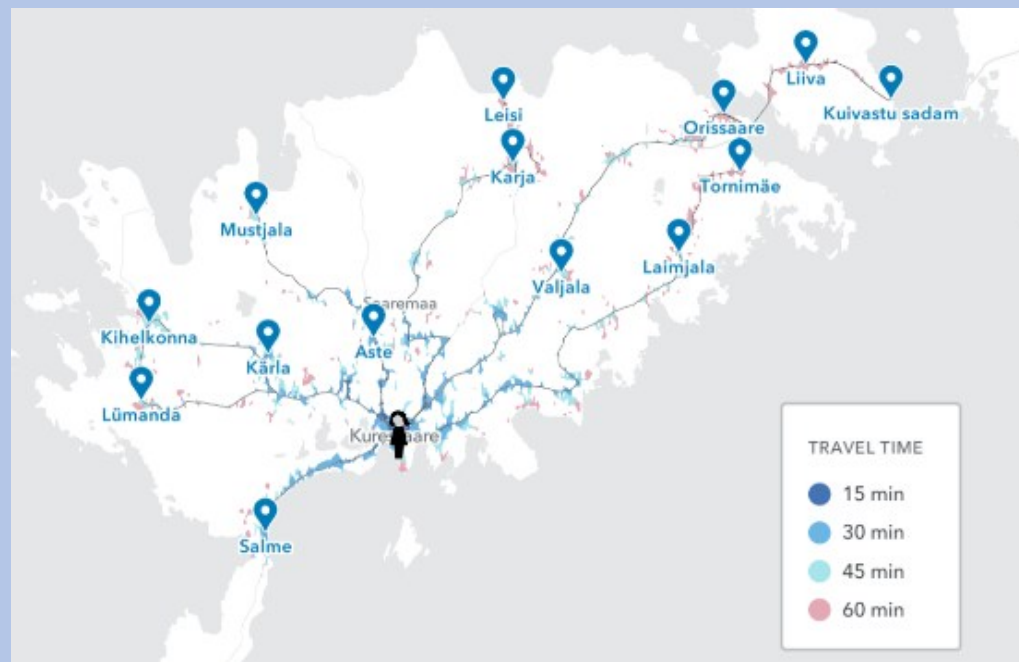 Liiva
Kuivastu sadam
Leisi
Orissaare
Karja
Tornimäe
Mustjala
Laimjala
Valjala
Saaremaa
Kihelkonna
Kärla
Aste
Lümanda
Kuressaare
Salme
TRAVEL TIME
15 min
30 min
45 min
60 min